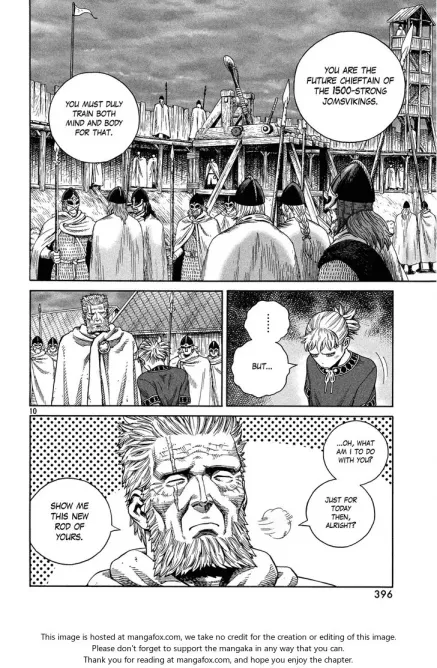 YOU ARE THE
FUTURE CHIEFTAIN OF
THE 1500-STRONG
JOMSVIKINGS.
YOU MUST DULY
TRAIN BOTH
MIND AND BODY
FOR THAT.
......
BUT...
10
...OH, WHAT
AM I TO DO
WITH YOU?
JUST FOR
TODAY
THEN,
ALRIGHT?
SHOW ME
THIS NEW
ROD OF
YOURS.
396
This image is hosted at mangafox.com, we take no credit for the creation or editing of this image.
Please don't forget to support the mangaka in any way that you can.
Thank you for reading at mangafox.com, and hope you enjoy the chapter.